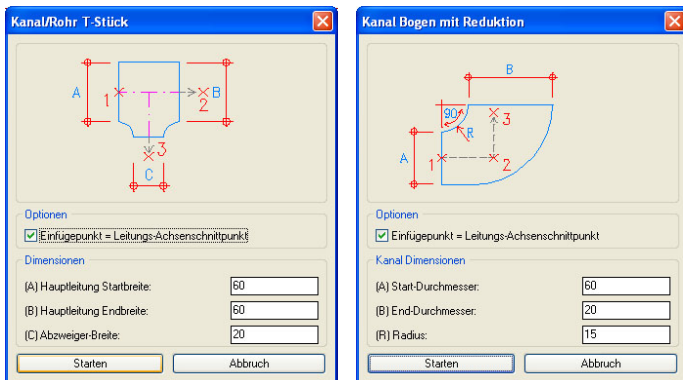 Kanal/Rohr T-Stück
A
B
1
2
3
C
Optionen
Einfügepunkt = Leitungs-Achsenschnittpunkt
Dimensionen
(A) Hauptleitung Startbreite: 60
(B) Hauptleitung Endbreite: 60
(C) Abzweiger-Breite: 20
Starten Abbruch
Kanal Bogen mit Reduktion
B
90
3
R
A
1
2
Optionen
Einfügepunkt = Leitungs-Achsenschnittpunkt
Kanal Dimensionen
(A) Start-Durchmesser: 60
(B) End-Durchmesser: 20
(R) Radius: 15
Starten Abbruch